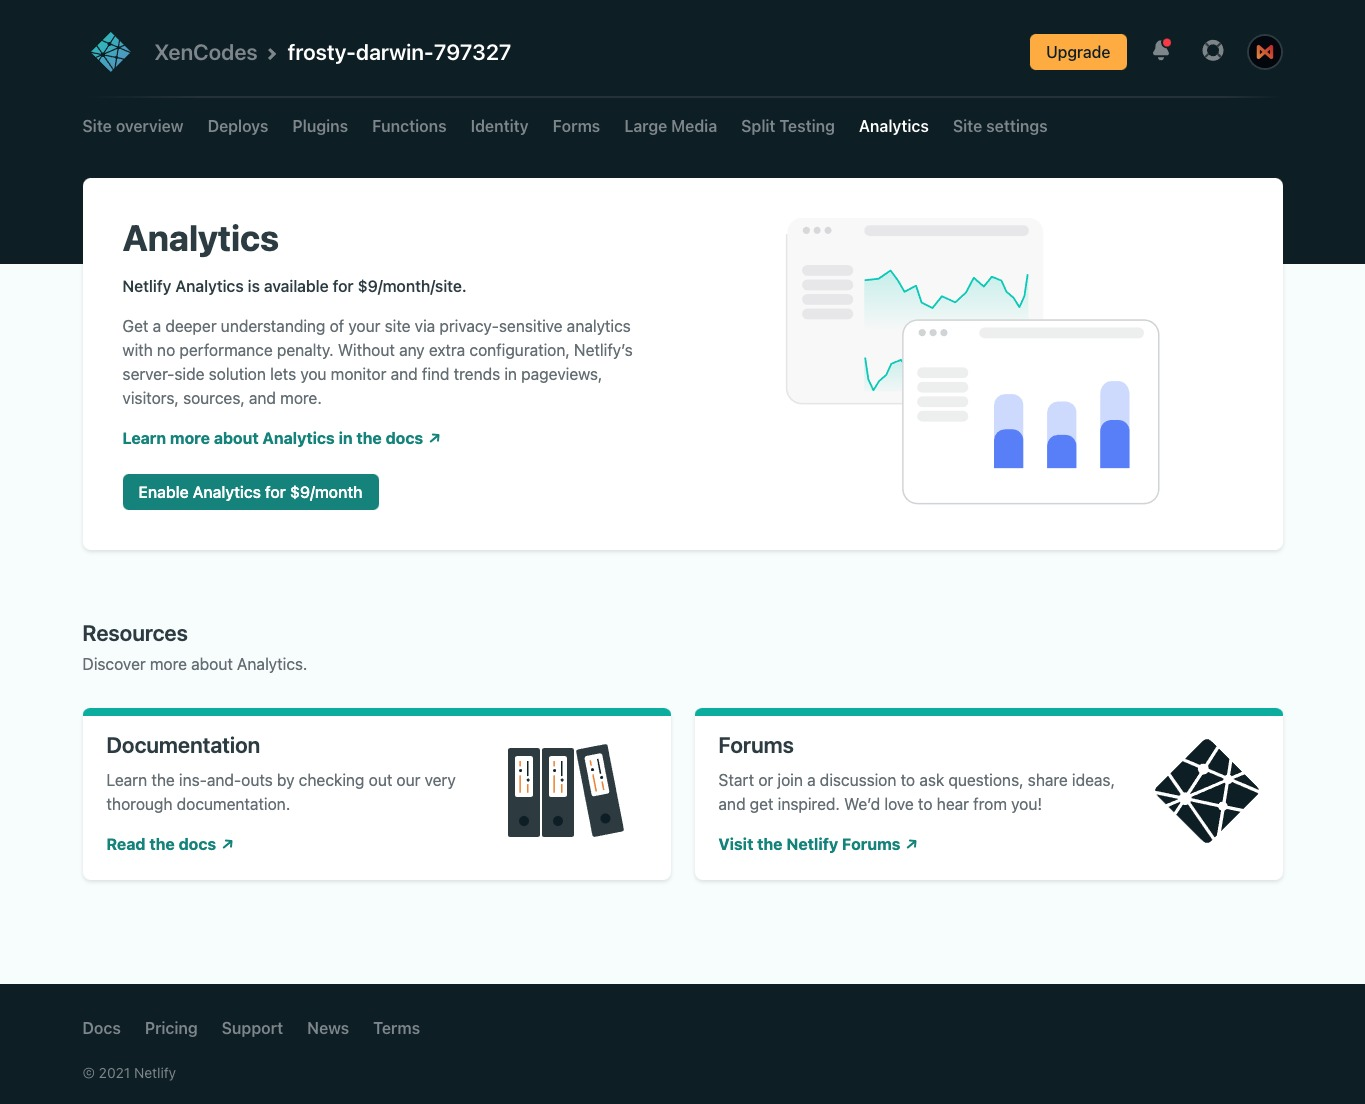 XenCodes > frosty-darwin-797327
Upgrade
Site overview Deploys Plugins Functions Identity Forms Large Media Split Testing Analytics Site settings
Analytics
Netlify Analytics is available for $9/month/site.
Get a deeper understanding of your site via privacy-sensitive analytics
with no performance penalty. Without any extra configuration, Netlify’s
server-side solution lets you monitor and find trends in pageviews,
visitors, sources, and more.
Learn more about Analytics in the docs
Enable Analytics for $9/month
Resources
Discover more about Analytics.
Documentation
Learn the ins-and-outs by checking out our very
thorough documentation.
Read the docs
Forums
Start or join a discussion to ask questions, share ideas,
and get inspired. We’d love to hear from you!
Visit the Netlify Forums
Docs Pricing Support News Terms
© 2021 Netlify